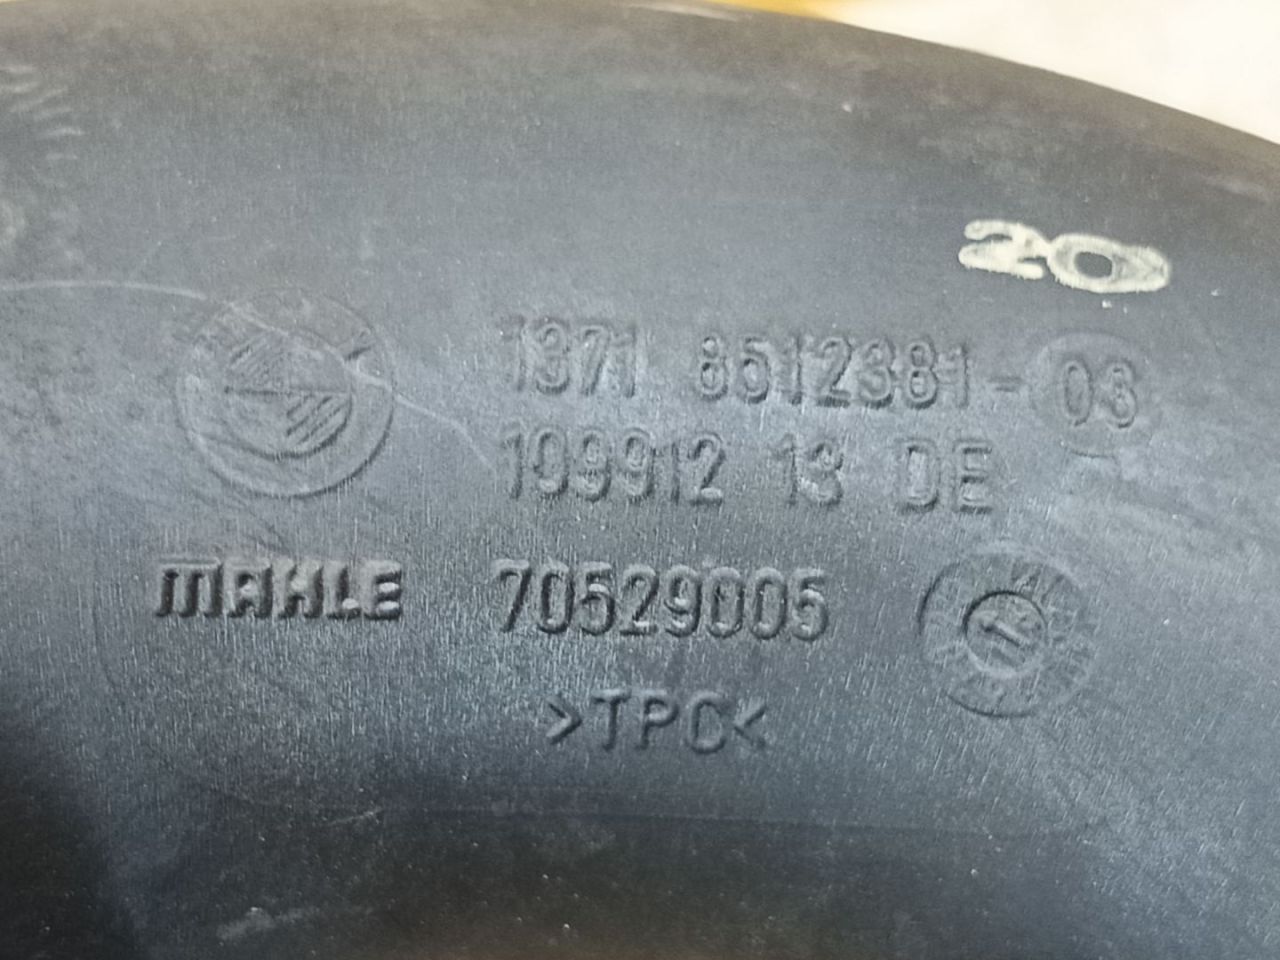 20
1371 8512381-03
109912 13 DE
MAHLE 70529005
>TPC<